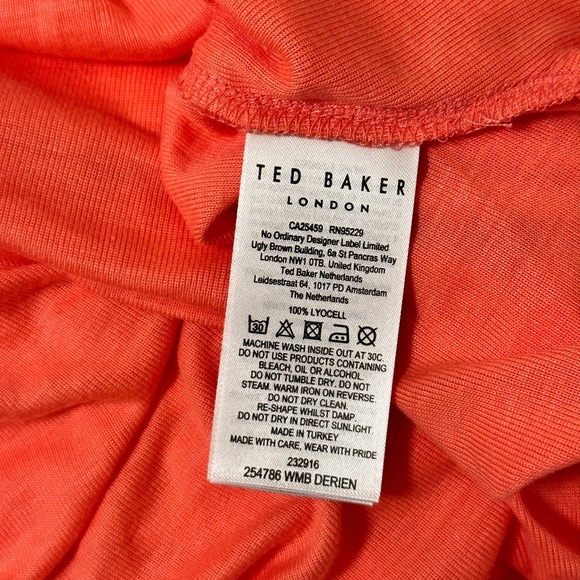 TED BAKER
LONDON
CA25459 RN95229
No Ordinary Designer Label Limited
Ugly Brown Building, 6a St Pancras Way
London NW1 0TB. United Kingdom
Ted Baker Netherlands
Leidsestraat 64, 1017 PD Amsterdam
The Netherlands
100% LYOCELL
30
MACHINE WASH INSIDE OUT AT 30C.
DO NOT USE PRODUCTS CONTAINING
BLEACH, OIL OR ALCOHOL.
DO NOT TUMBLE DRY. DO NOT
STEAM. WARM IRON ON REVERSE.
DO NOT DRY CLEAN.
RE-SHAPE WHILST DAMP.
DO NOT DRY IN DIRECT SUNLIGHT.
MADE IN TURKEY
MADE WITH CARE, WEAR WITH PRIDE
232916
254786 WMB DERIEN